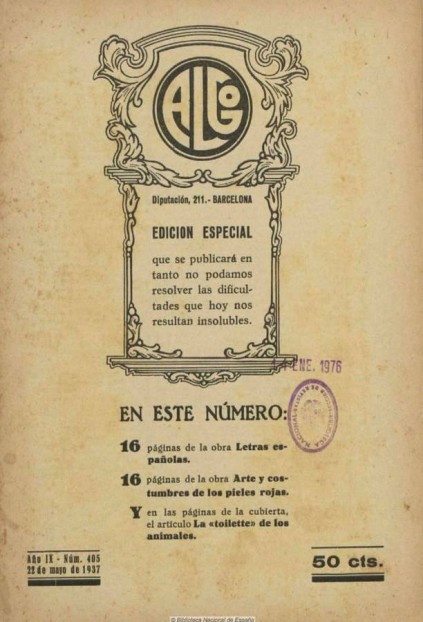 ALGO
Diputación, 211.- BARCELONA
EDICION ESPECIAL
que se publicará en
tanto no podamos
resolver las dificul-
tades que hoy nos
resultan insolubles.
ENE. 1976
EN ESTE NÚMERO:
16 páginas de la obra Letras es-
pañolas.
16 páginas de la obra Arte y cos-
tumbres de los pieles rojas.
Y en las páginas de la cubierta,
el artículo La «toilette» de los
animales.
Año IX - Núm. 405
22 de mayo de 1937
50 cts.
© Biblioteca Nacional de España